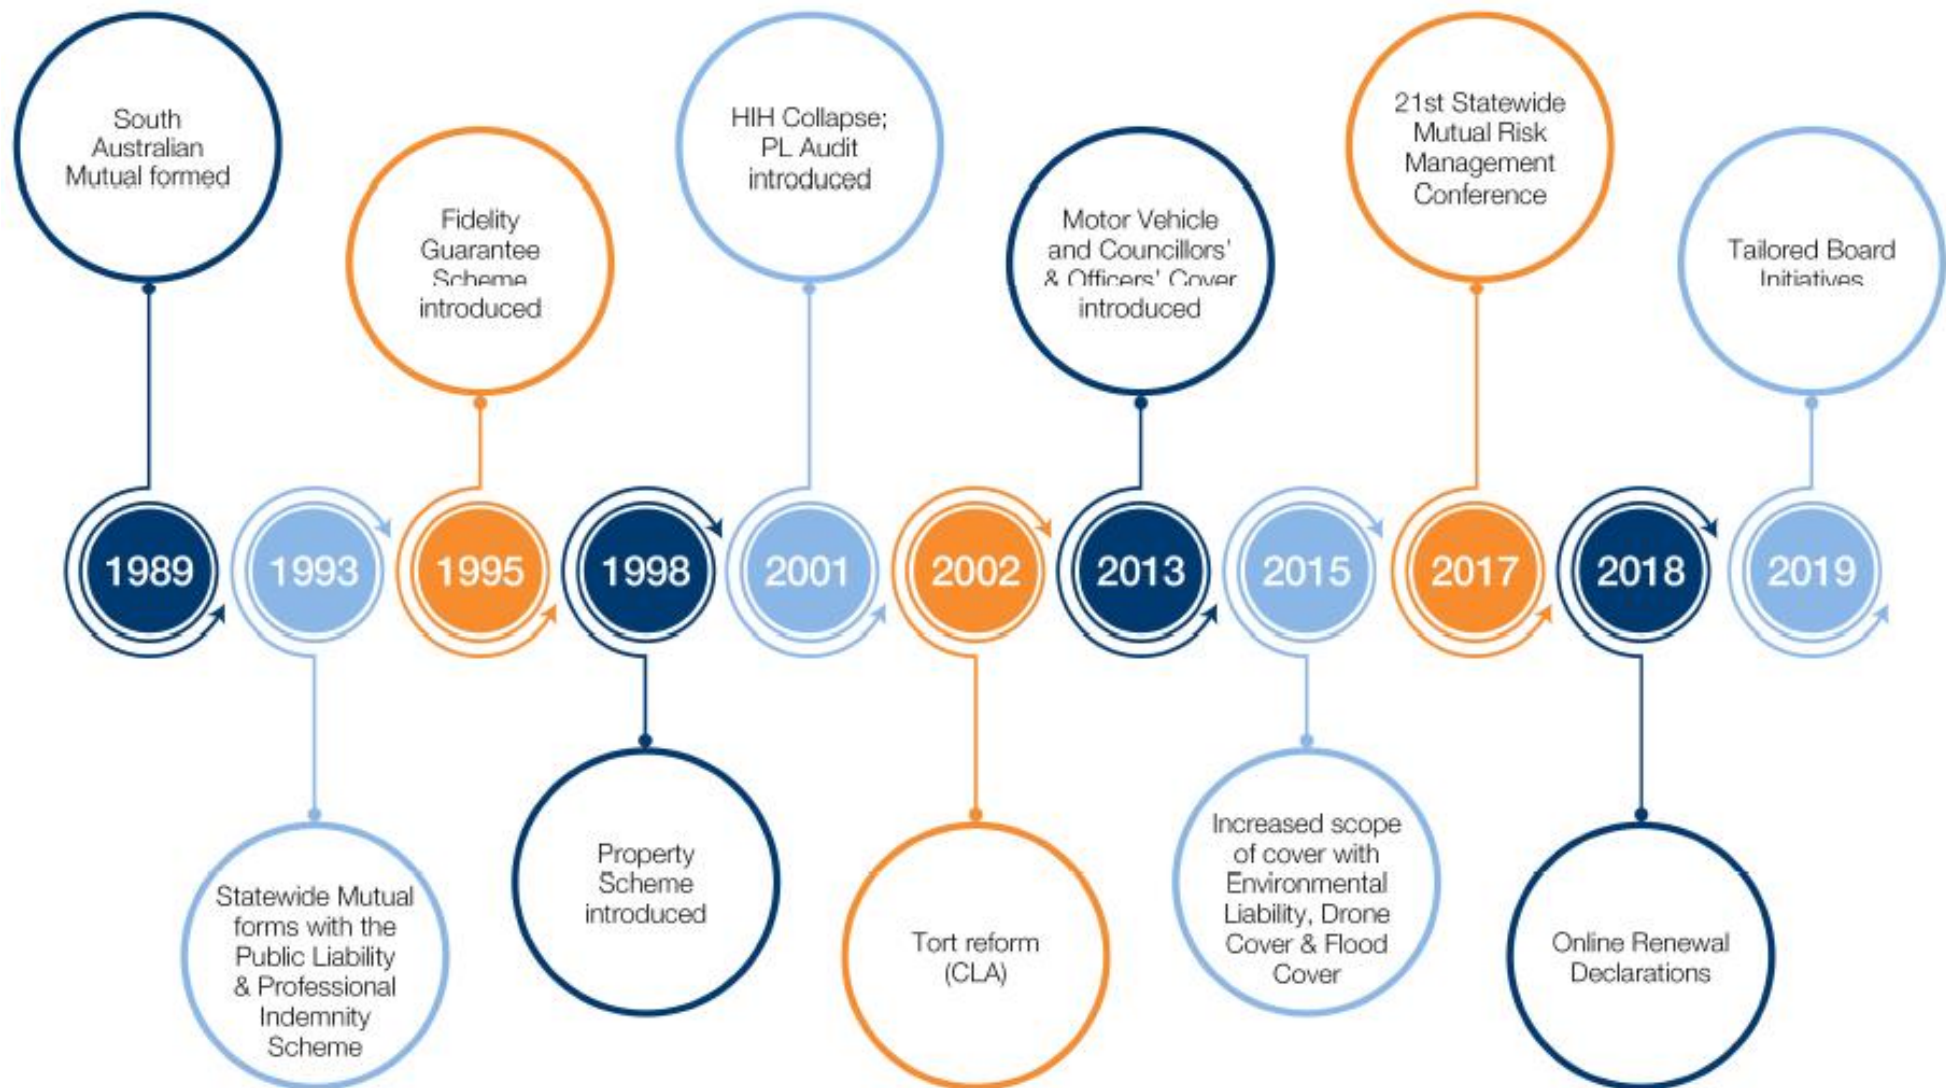 South
Australian
Mutual formed
Fidelity
Guarantee
Scheme
introduced
HIH Collapse;
PL Audit
introduced
Motor Vehicle
and Councillors'
& Officers' Cover
introduced
21st Statewide
Mutual Risk
Management
Conference
Tailored Board
Initiatives
1989
1993
1995
1998
2001
2002
2013
2015
2017
2018
2019
Statewide Mutual
forms with the
Public Liability
& Professional
Indemnity
Scheme
Property
Scheme
introduced
Tort reform
(CLA)
Increased scope
of cover with
Environmental
Liability, Drone
Cover & Flood
Cover
Online Renewal
Declarations